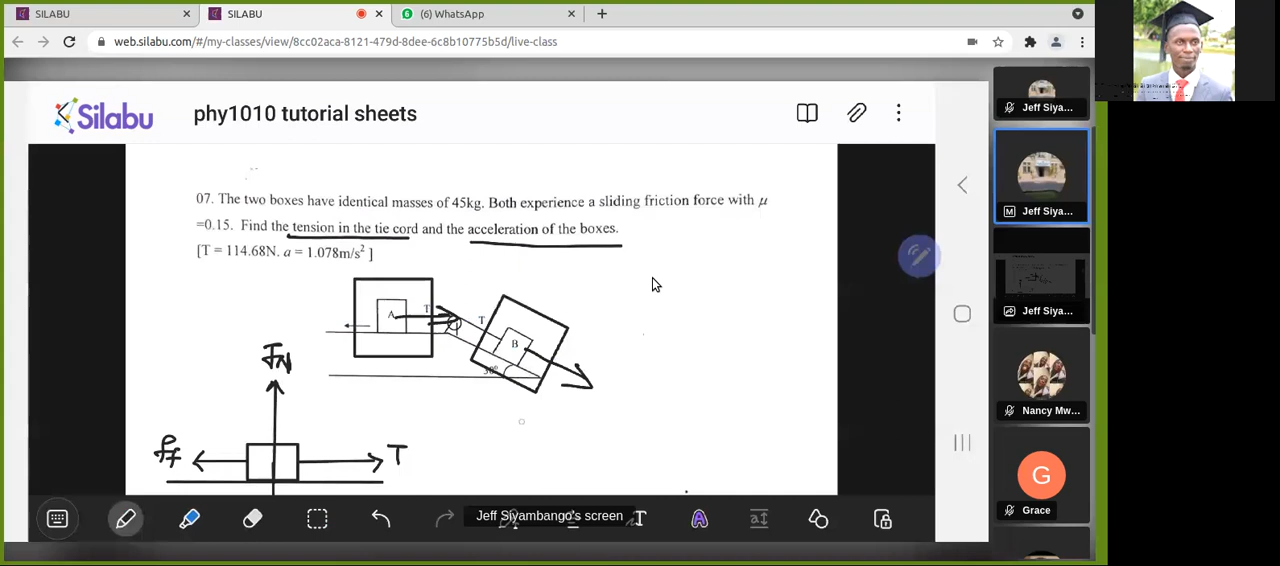 SILABU
SILABU
(6) WhatsApp
web.silabu.com/#/my-classes/view/8cc02aca-8121-479d-8dee-6c8b10775b5d/live-class
Silabu
phy1010 tutorial sheets
07. The two boxes have identical masses of 45kg. Both experience a sliding friction force with μ
=0.15. Find the tension in the tie cord and the acceleration of the boxes.
[T = 114.68N. a = 1.078m/s² ]
A
T
T
B
30°
FN
Ff
T
Jeff Siyambango's screen
T
A
a
Jeff Siya...
Jeff Siya...
M
Jeff Siya...
Nancy Mw...
G
Grace